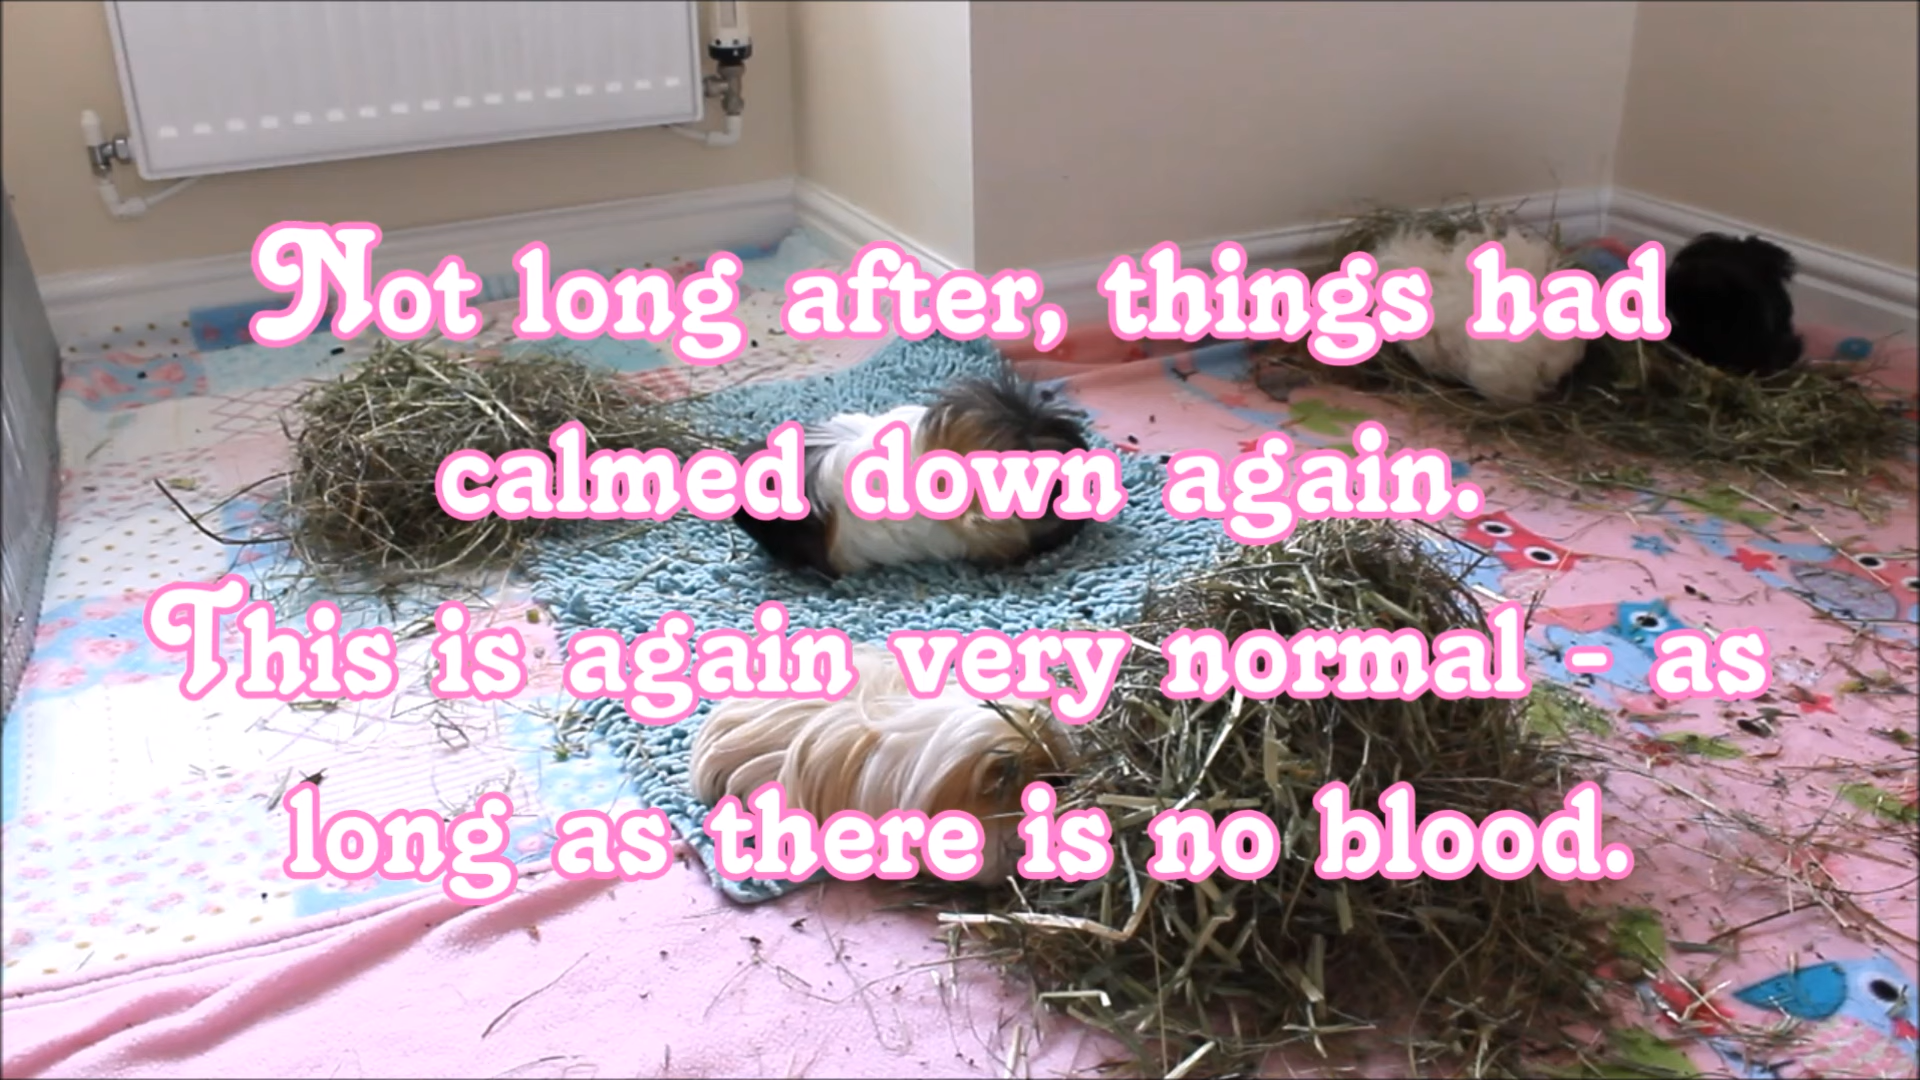 Not long after, things had
calmed down again.
This is again very normal - as
long as there is no blood.